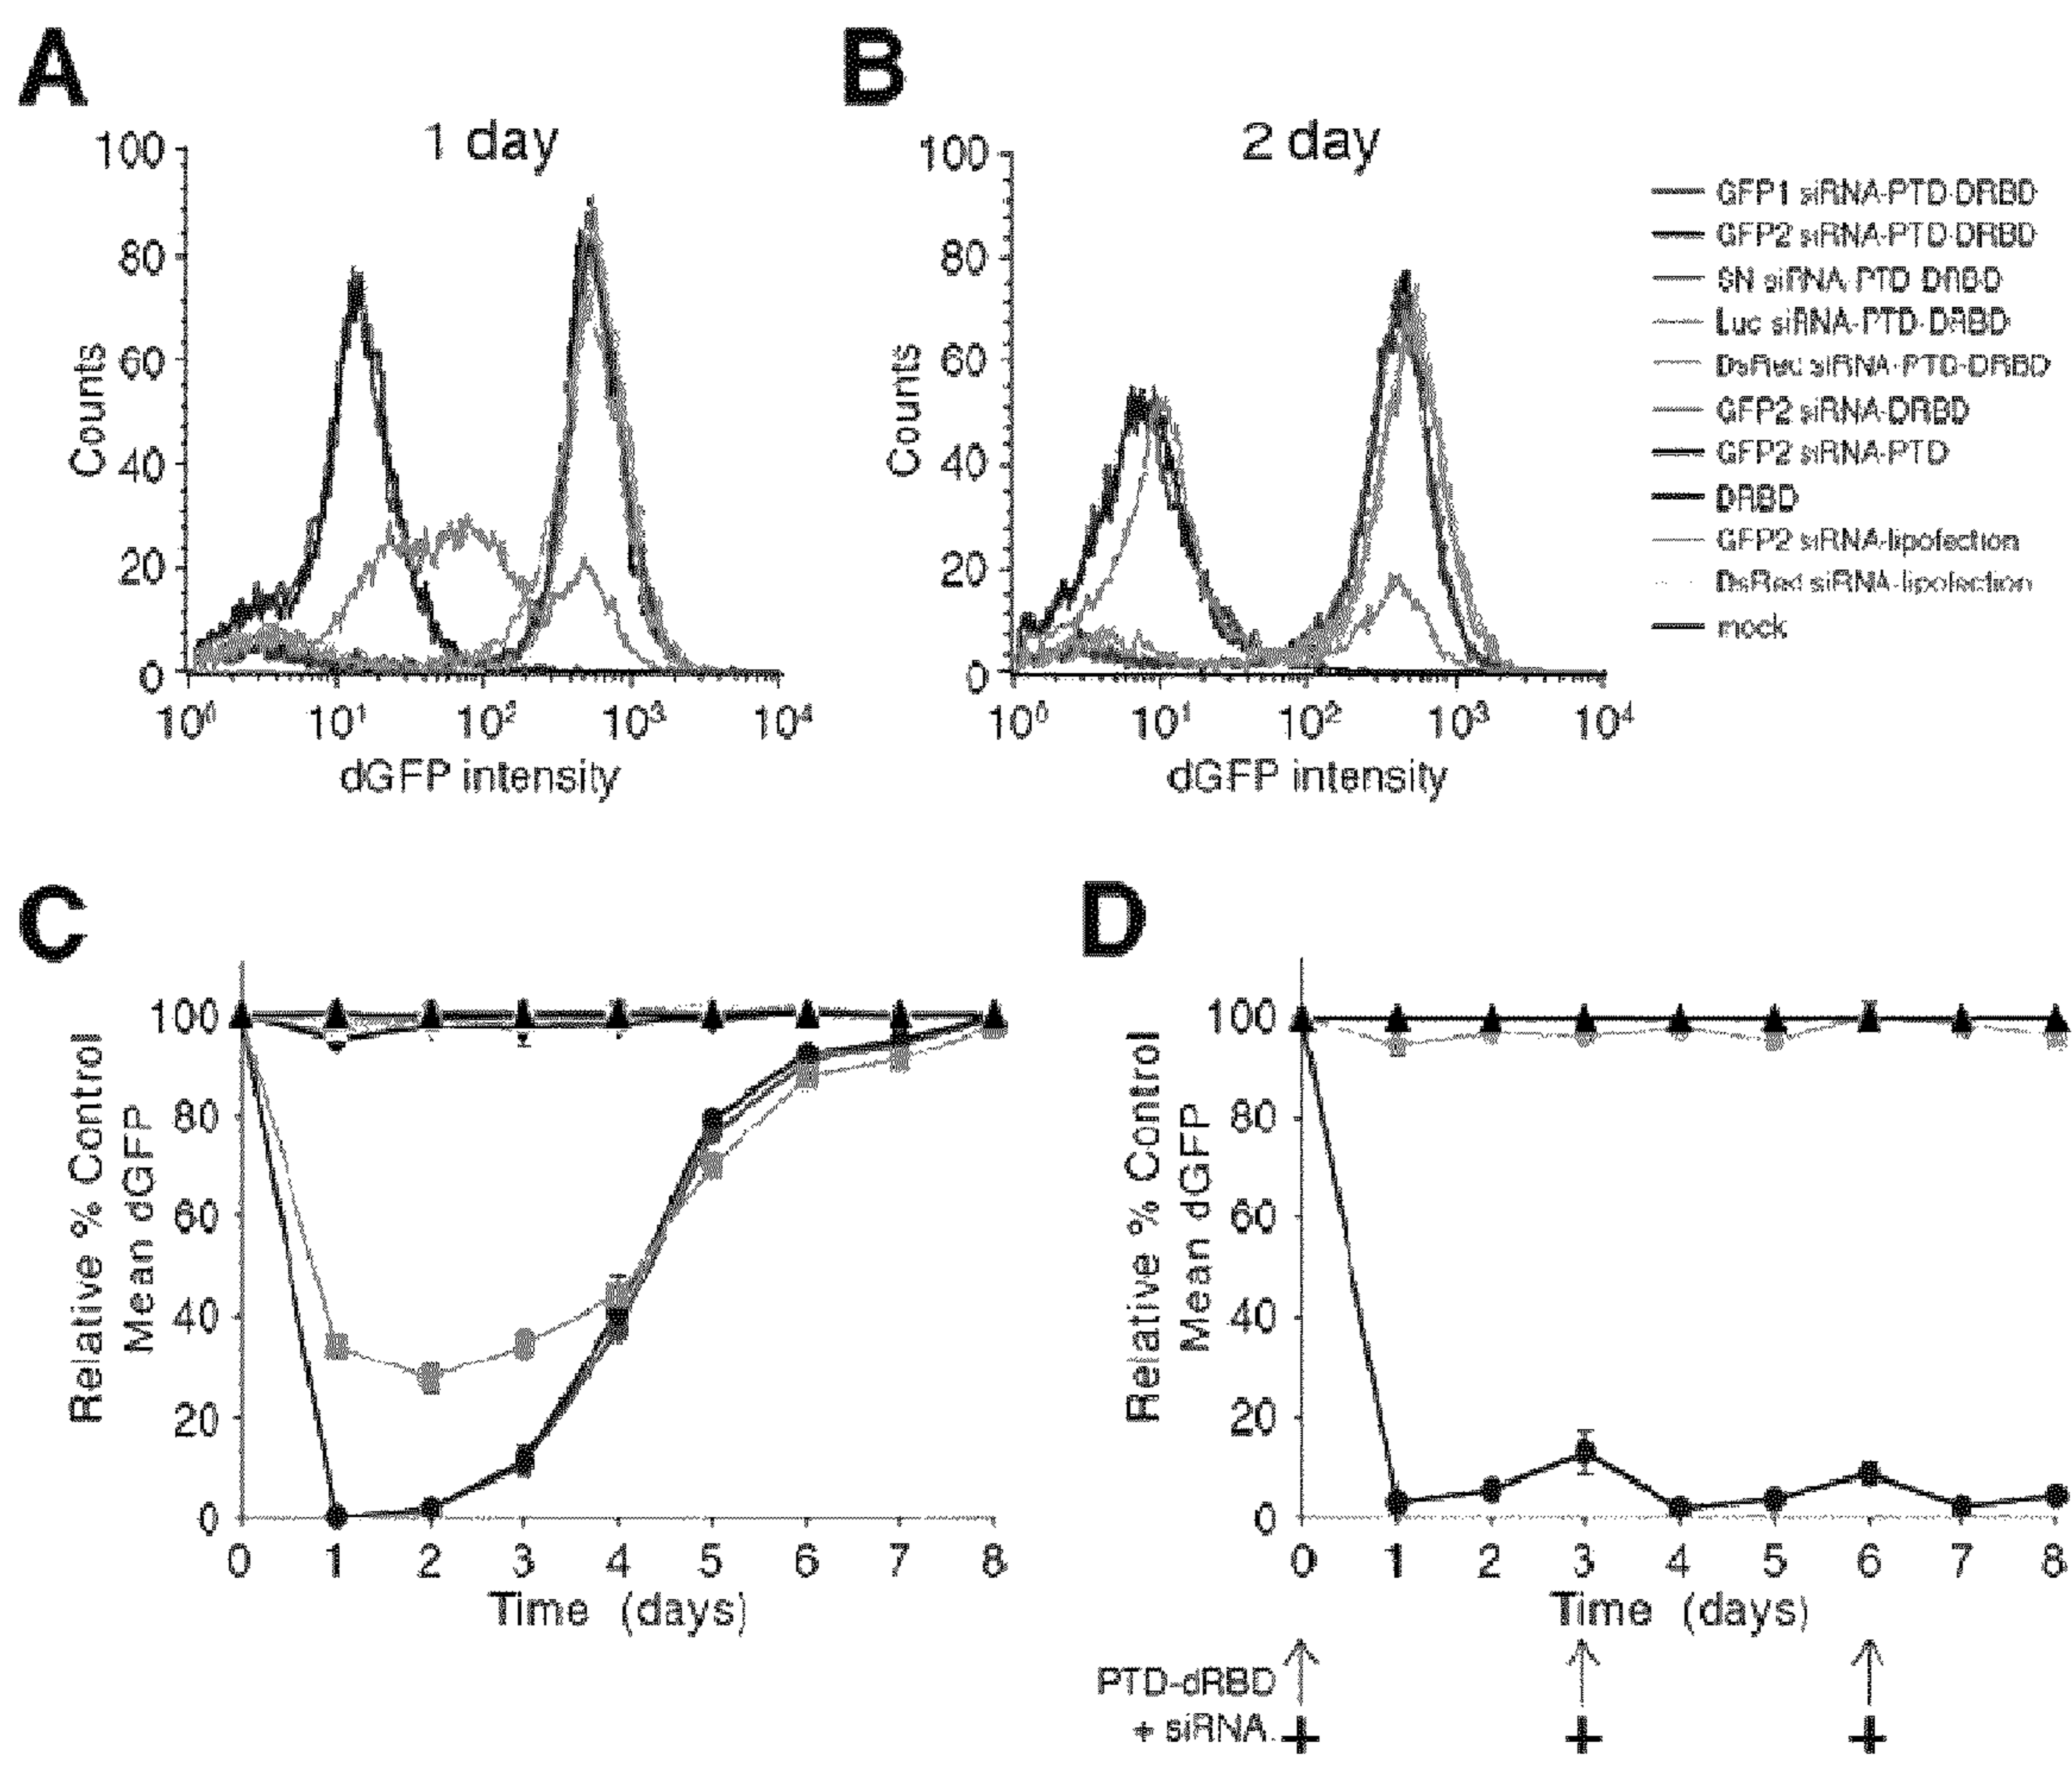 A
1 day
100
80
60
40
20
0
Counts
10⁰ 10¹ 10² 10³ 10⁴
dGFP intensity
B
2 day
100
80
60
40
20
0
Counts
10⁰ 10¹ 10² 10³ 10⁴
dGFP intensity
GFP1 siRNA-PTD-DRBD
GFP2 siRNA-PTD-DRBD
SN siRNA-PTD-DRBD
Luc siRNA-PTD-DRBD
DsRed siRNA-PTD-DRBD
GFP2 siRNA-DRBD
GFP2 siRNA-PTD
DRBD
GFP2 siRNA-lipofection
DsRed siRNA-lipofection
mock
C
100
80
60
40
20
0
Relative % Control
Mean dGFP
0 1 2 3 4 5 6 7 8
Time (days)
D
100
80
60
40
20
0
Relative % Control
Mean dGFP
0 1 2 3 4 5 6 7 8
Time (days)
PTD-dRBD
+ siRNA + + +